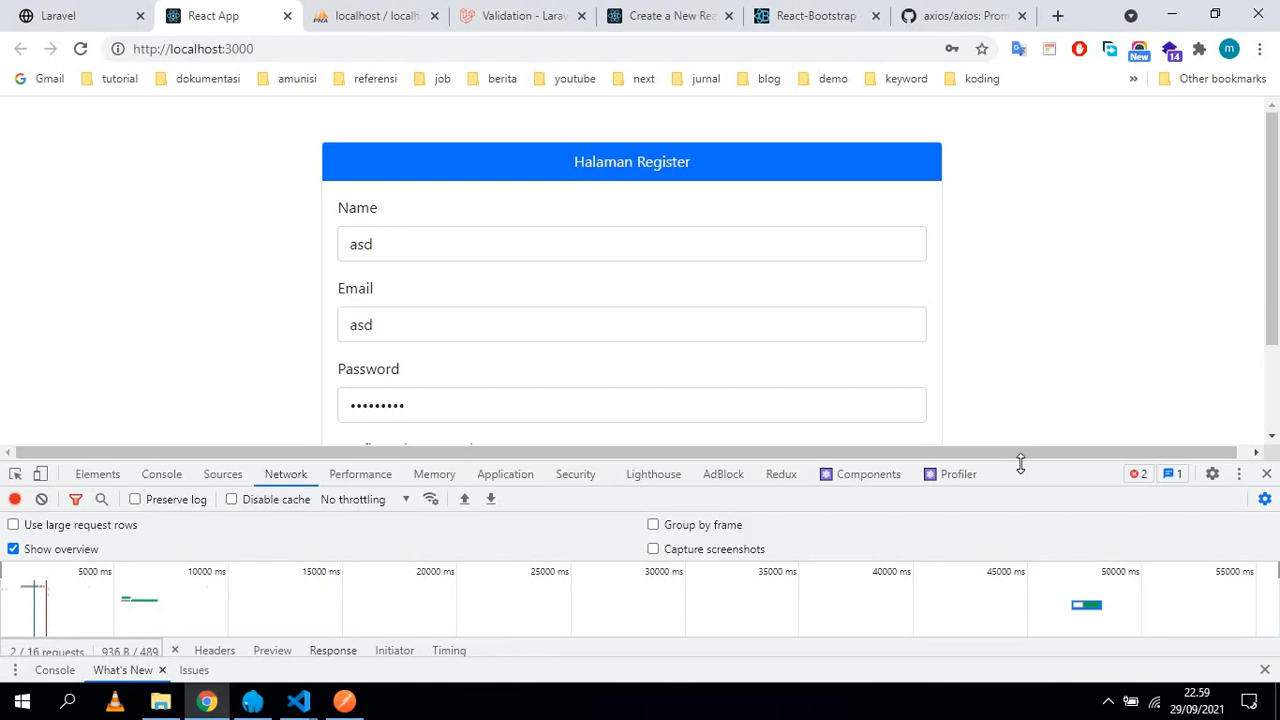 Laravel
React App
localhost / localh
Validation - Larav
Create a New Rea
React-Bootstrap
axios/axios: Prom
http://localhost:3000
New
14
m
Gmail
tutorial
dokumentasi
amunisi
referensi
job
berita
youtube
next
jurnal
blog
demo
keyword
koding
»
Other bookmarks
Halaman Register
Name
asd
Email
asd
Password
•••••••••
Elements
Console
Sources
Network
Performance
Memory
Application
Security
Lighthouse
AdBlock
Redux
Components
Profiler
2
1
Preserve log
Disable cache
No throttling
Use large request rows
Group by frame
Show overview
Capture screenshots
5000 ms
10000 ms
15000 ms
20000 ms
25000 ms
30000 ms
35000 ms
40000 ms
45000 ms
50000 ms
55000 ms
2 / 16 requests
936 B / 489
Headers
Preview
Response
Initiator
Timing
Console
What's New
Issues
22.59
29/09/2021